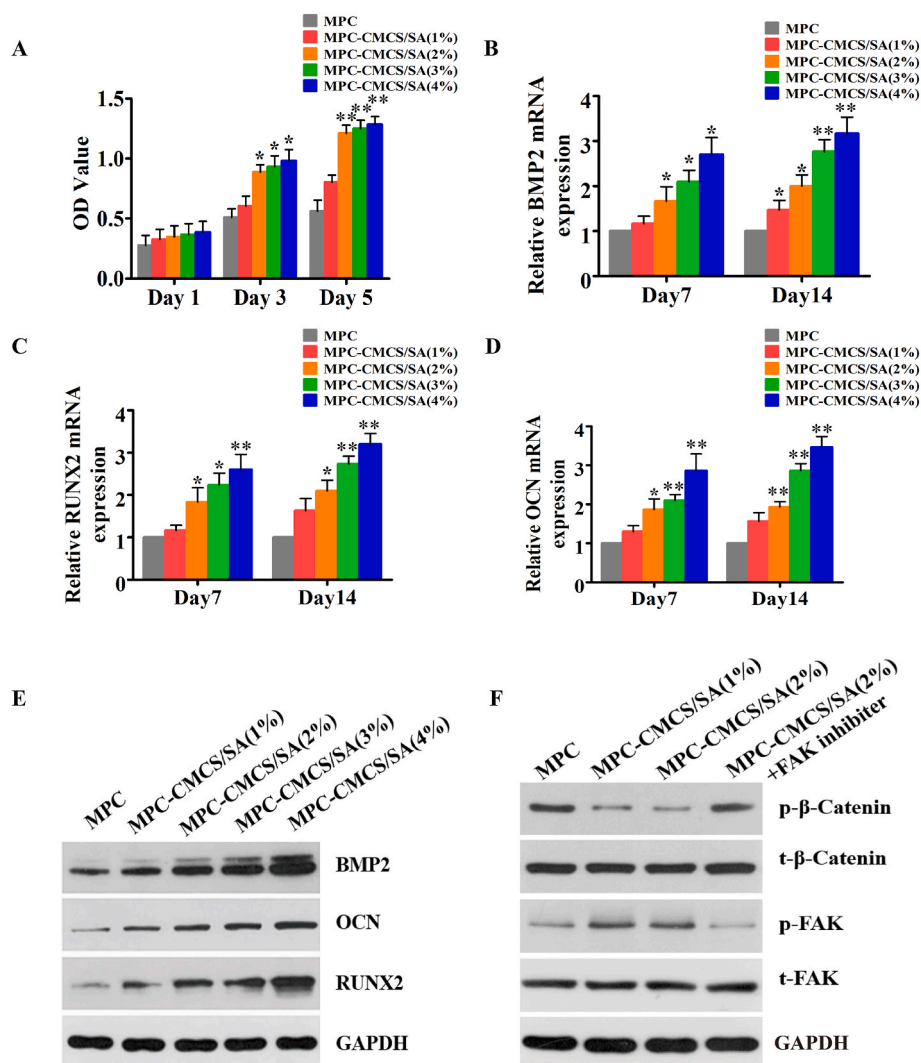 A
MPC
MPC-CMCS/SA(1%)
MPC-CMCS/SA(2%)
MPC-CMCS/SA(3%)
MPC-CMCS/SA(4%)
OD Value
1.5
1.0
0.5
0.0
** ** **
* * *
Day 1 Day 3 Day 5
B
MPC
MPC-CMCS/SA(1%)
MPC-CMCS/SA(2%)
MPC-CMCS/SA(3%)
MPC-CMCS/SA(4%)
Relative BMP2 mRNA
expression
4
3
2
1
0
* * *
* * ** **
Day7 Day14
C
MPC
MPC-CMCS/SA(1%)
MPC-CMCS/SA(2%)
MPC-CMCS/SA(3%)
MPC-CMCS/SA(4%)
Relative RUNX2 mRNA
expression
4
3
2
1
0
* * **
* ** **
Day7 Day14
D
MPC
MPC-CMCS/SA(1%)
MPC-CMCS/SA(2%)
MPC-CMCS/SA(3%)
MPC-CMCS/SA(4%)
Relative OCN mRNA
expression
4
3
2
1
0
* ** **
** ** **
Day7 Day14
E
MPC
MPC-CMCS/SA(1%)
MPC-CMCS/SA(2%)
MPC-CMCS/SA(3%)
MPC-CMCS/SA(4%)
BMP2
OCN
RUNX2
GAPDH
F
MPC
MPC-CMCS/SA(1%)
MPC-CMCS/SA(2%)
MPC-CMCS/SA(2%)
+FAK inhibiter
p-β-Catenin
t-β-Catenin
p-FAK
t-FAK
GAPDH